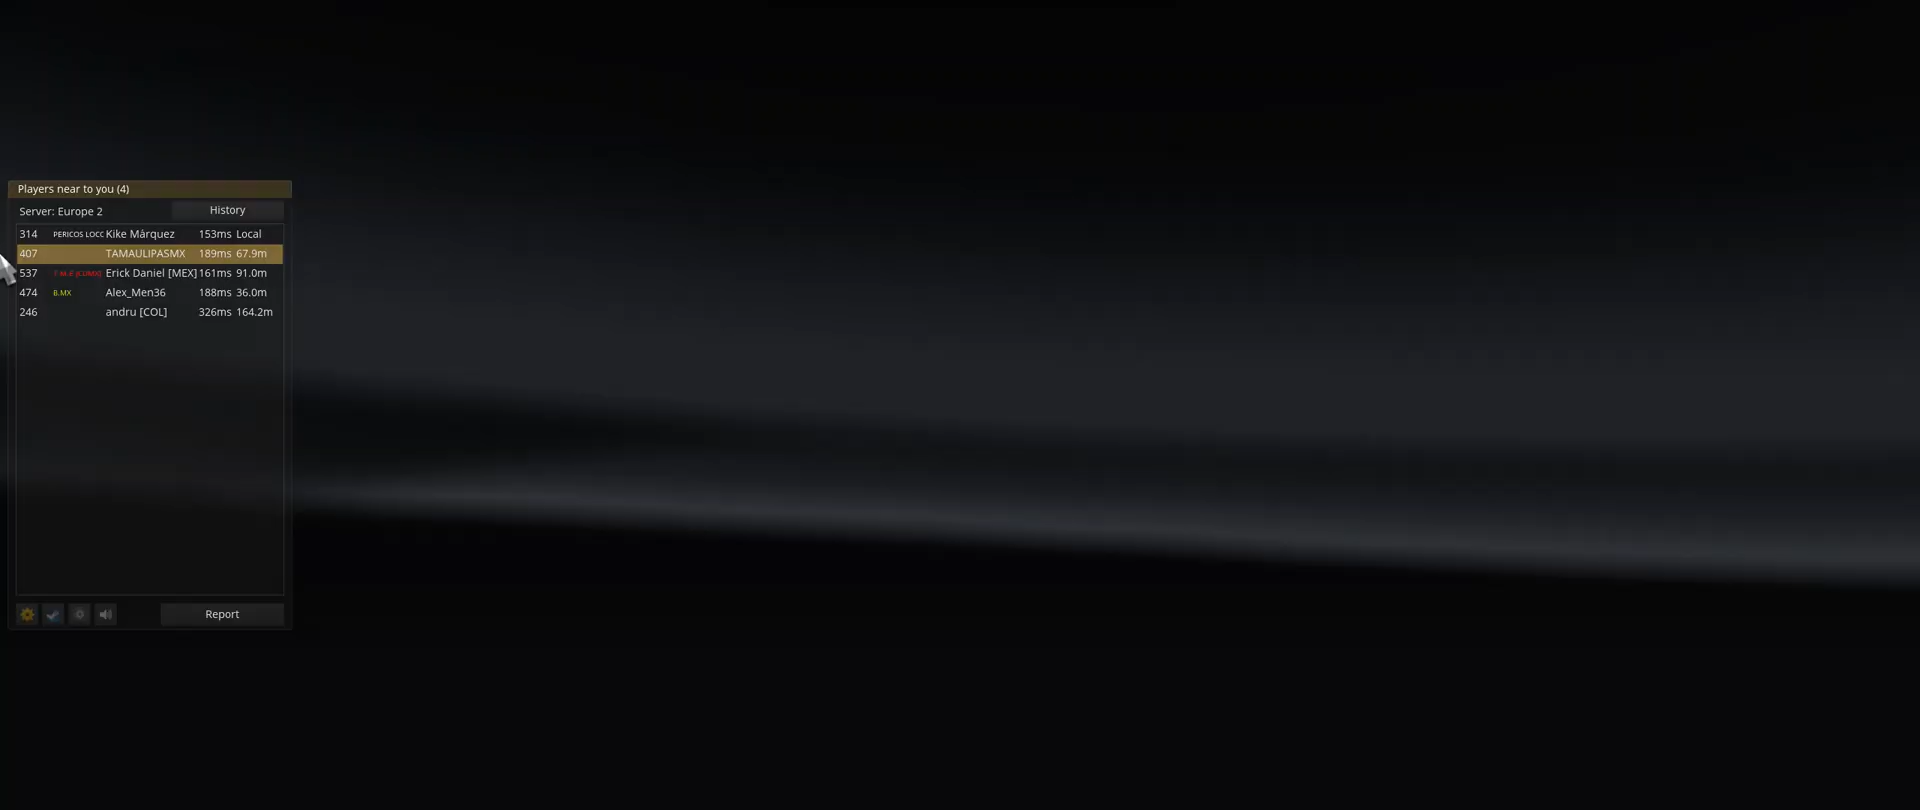 Players near to you (4)
Server: Europe 2 History
314 PERICOS LOCC Kike Márquez 153ms Local
407 TAMAULIPASMX 189ms 67.9m
537 [CDMX] Erick Daniel [MEX] 161ms 91.0m
474 B.MX Alex_Men36 188ms 36.0m
246 andru [COL] 326ms 164.2m
Report